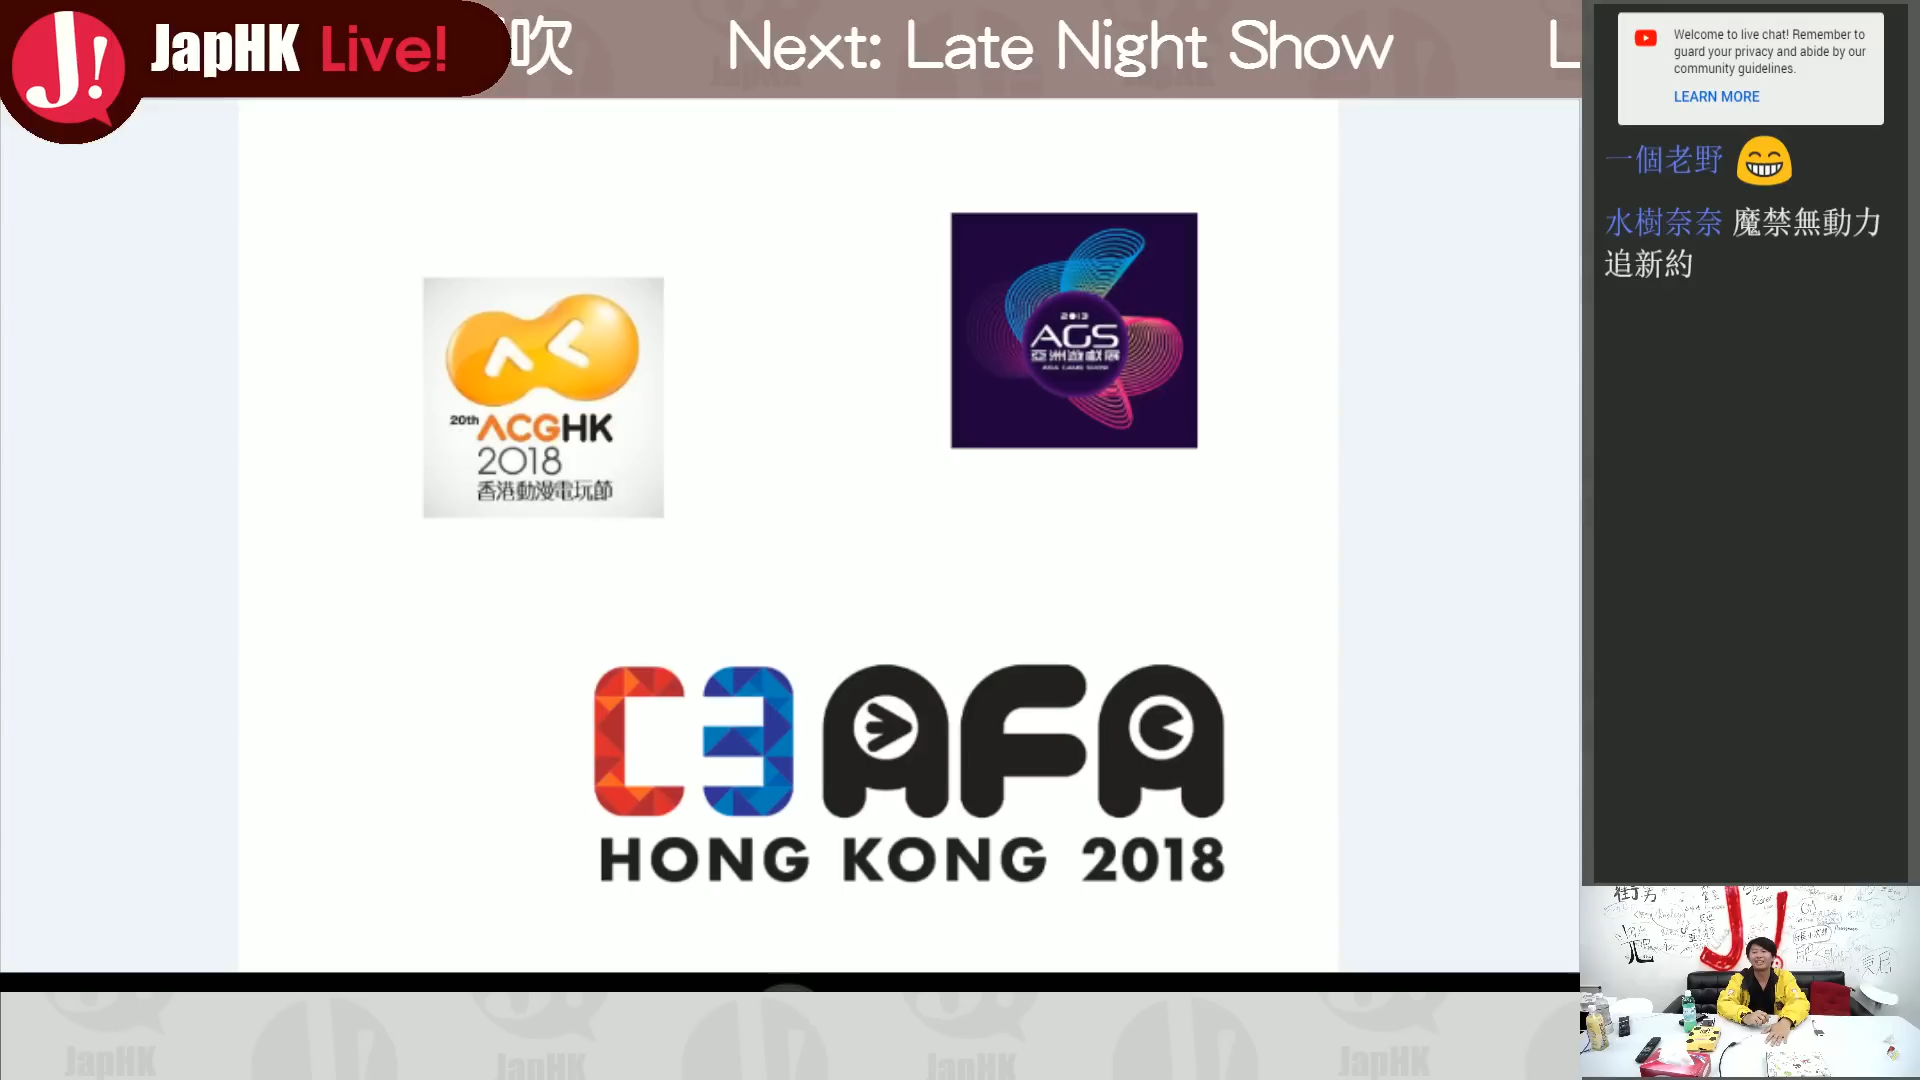 J!
JapHK Live!
吹
Next: Late Night Show
L
Welcome to live chat! Remember to
guard your privacy and abide by our
community guidelines.
LEARN MORE
一個老野
水樹奈奈 魔禁無動力
追新約
20th ACGHK
2018
香港動漫電玩節
2013
AGS
亞洲遊戲展
ASIA GAME SHOW
C3 AFA
HONG KONG 2018
J!
JapHK
JapHK
JapHK
JapHK